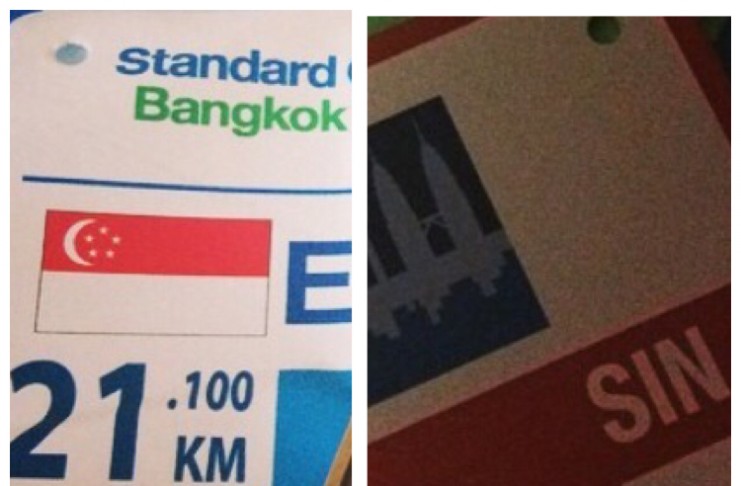 Standard
Bangkok
E
21.100
KM
SIN